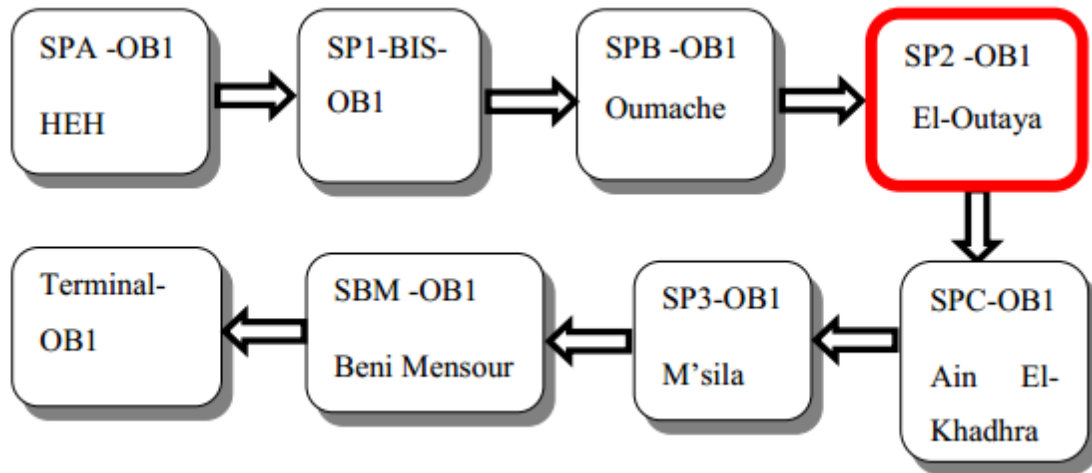 SPA -OB1
HEH
SP1-BIS-
OB1
SPB -OB1
Oumache
SP2 -OB1
El-Outaya
Terminal-
OB1
SBM -OB1
Beni Mensour
SP3-OB1
M’sila
SPC-OB1
Ain El-
Khadhra